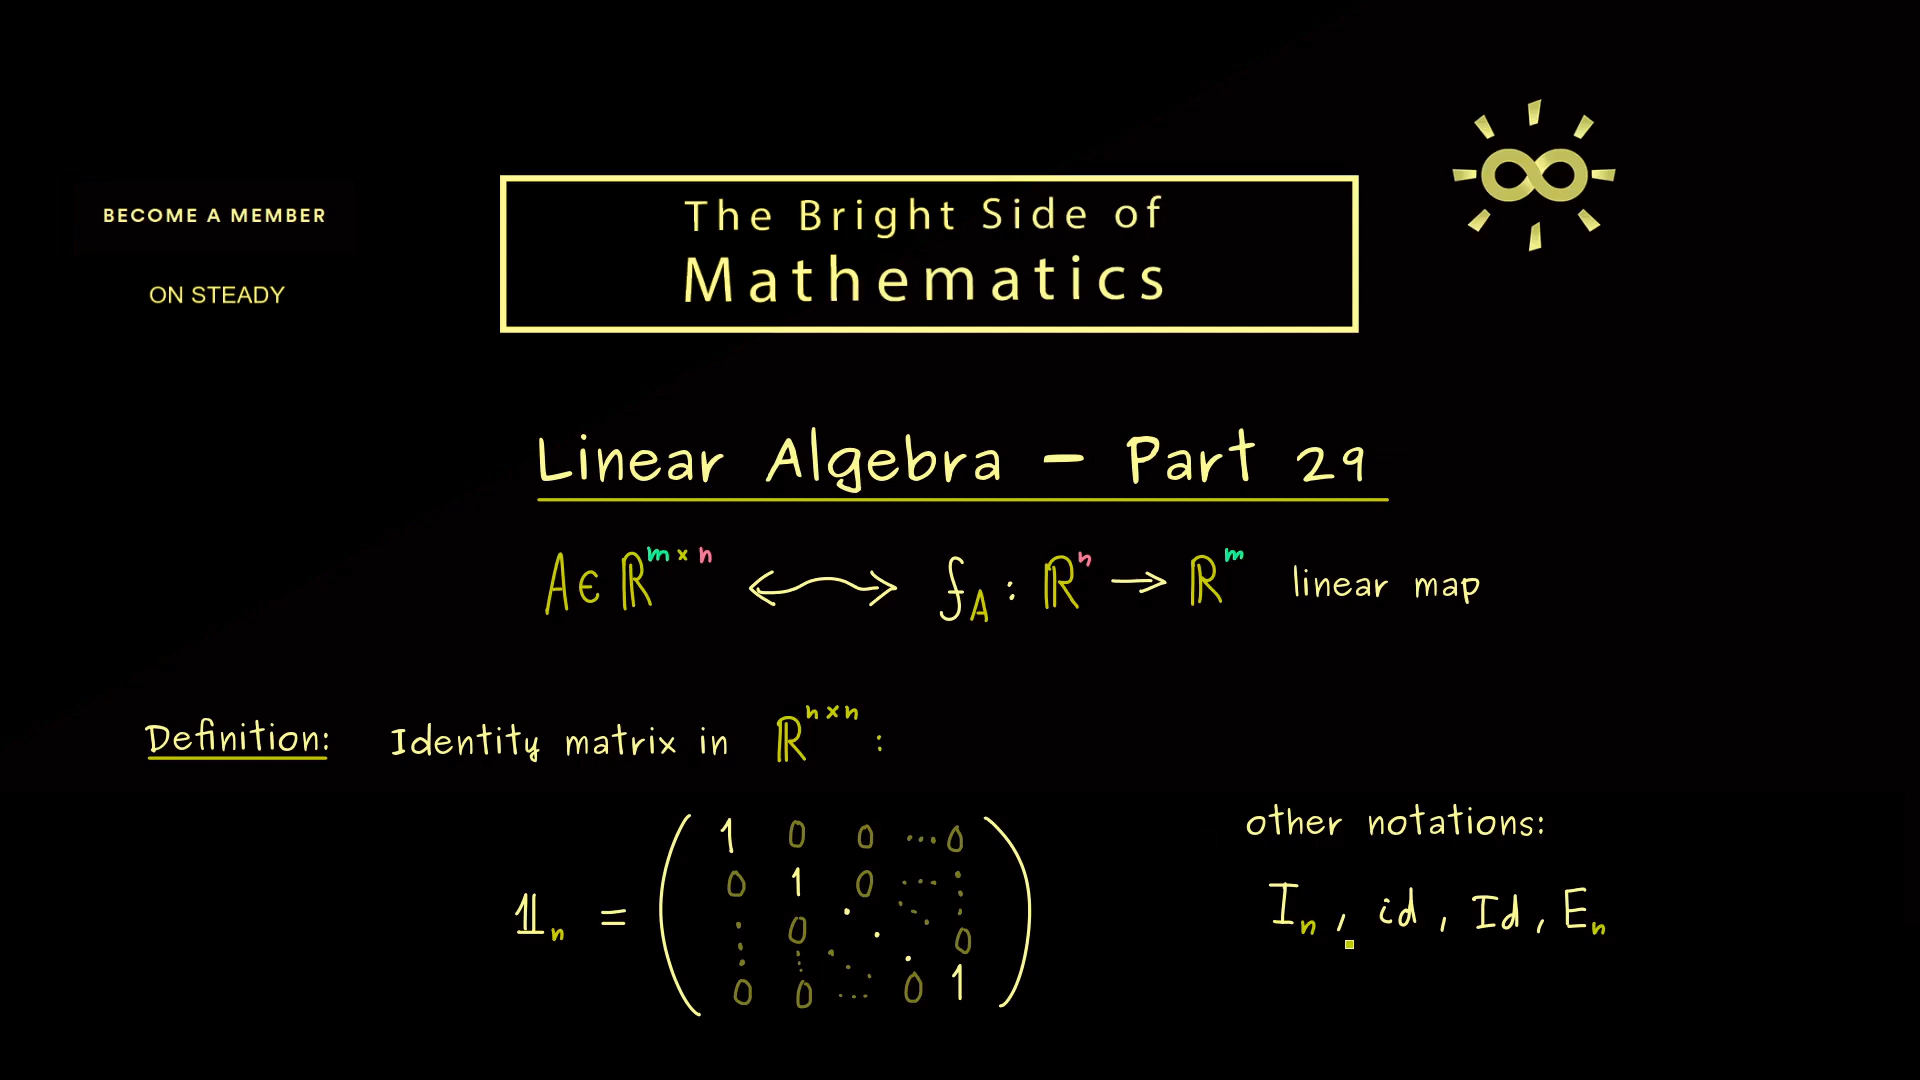 BECOME A MEMBER
ON STEADY
The Bright Side of
Mathematics
Linear Algebra – Part 29
A ∈ ℝ^{m×n} ⟷ f_A : ℝ^n → ℝ^m linear map
Definition: Identity matrix in ℝ^{n×n} :
𝟙_n = ( 1 0 0 ⋯ 0
0 1 0 ⋯ ⋮
⋮ 0 ⋱ ⋱ 0
0 0 ⋯ 0 1 )
other notations:
I_n , id , Id , E_n